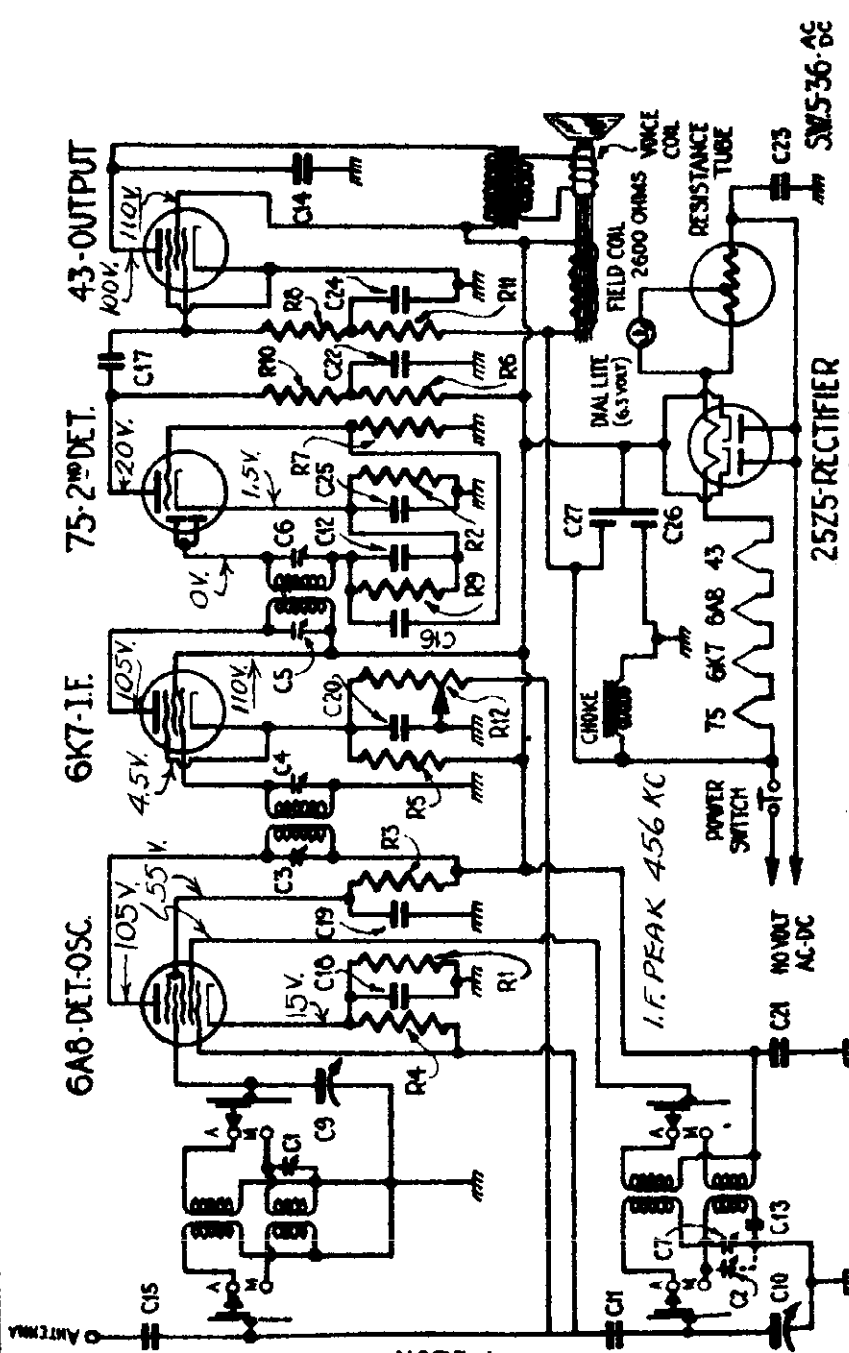 6A8-DET.-OSC.
6K7-I.F.
75-2ND DET.
43-OUTPUT
105V.
.55V.
15V.
4.5V.
105V.
110V.
0V.
20V.
1.5V.
100V.
110V.
ANTENNA
C15
A
M
C1
C9
R4
C18
R1
C19
R3
C3
C4
R5
C20
R12
C5
C6
C16
R9
C12
R2
C25
R7
C17
R10
R6
C22
R8
C24
R11
C14
VOICE
COIL
FIELD COIL
2600 OHMS
DIAL LITE
(6.3 VOLT)
RESISTANCE
TUBE
C23
S.W.5-36-AC
DC
25Z5-RECTIFIER
C27
C26
CHOKE
75
6K7
6A8
43
POWER
SWITCH
110 VOLT
AC-DC
I.F. PEAK 456 KC
C21
C11
A
M
A
M
C7
C2
C13
C10